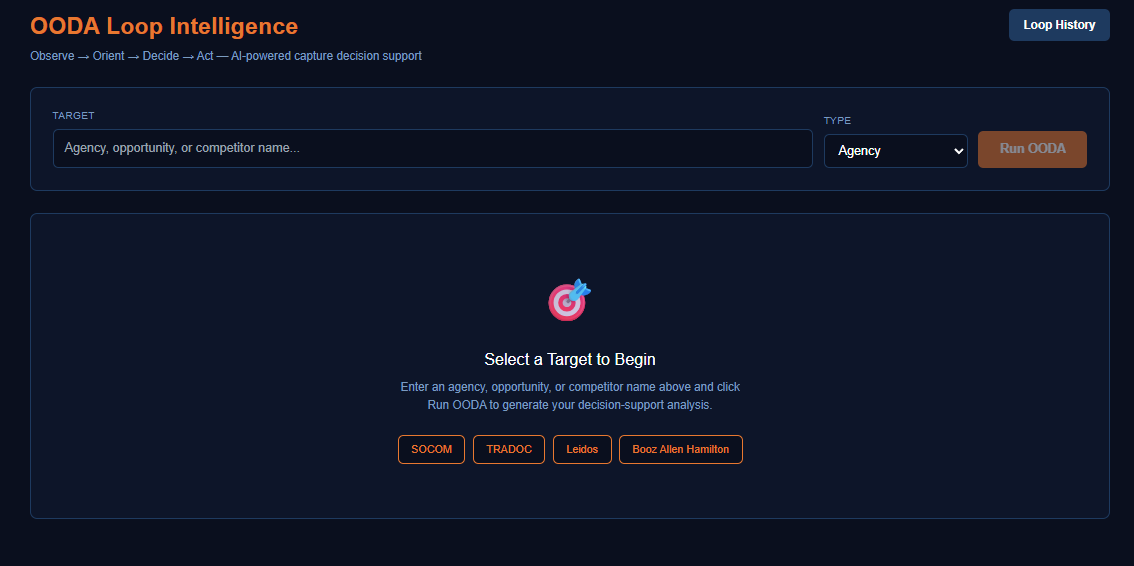 OODA Loop Intelligence
Loop History
Observe → Orient → Decide → Act — AI-powered capture decision support
TARGET
TYPE
Agency, opportunity, or competitor name...
Agency
Run OODA
Select a Target to Begin
Enter an agency, opportunity, or competitor name above and click
Run OODA to generate your decision-support analysis.
SOCOM
TRADOC
Leidos
Booz Allen Hamilton